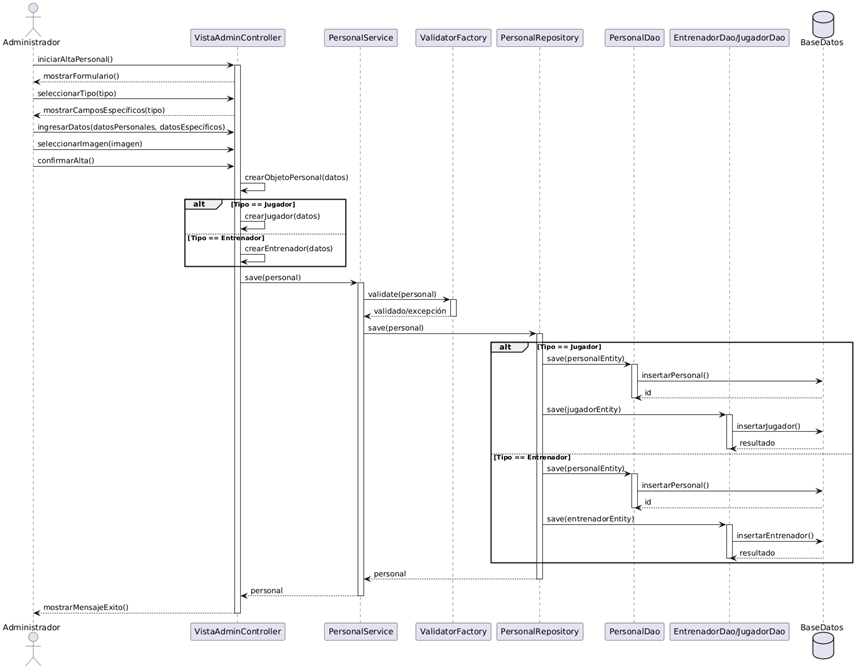 Administrador
VistaAdminController
PersonalService
ValidatorFactory
PersonalRepository
PersonalDao
EntrenadorDao/JugadorDao
BaseDatos
iniciarAltaPersonal()
mostrarFormulario()
seleccionarTipo(tipo)
mostrarCamposEspecíficos(tipo)
ingresarDatos(datosPersonales, datosEspecíficos)
seleccionarImagen(imagen)
confirmarAlta()
crearObjetoPersonal(datos)
alt [Tipo == Jugador]
crearJugador(datos)
[Tipo == Entrenador]
crearEntrenador(datos)
save(personal)
validate(personal)
validado/excepción
save(personal)
alt [Tipo == Jugador]
save(personalEntity)
insertarPersonal()
id
save(jugadorEntity)
insertarJugador()
resultado
[Tipo == Entrenador]
save(personalEntity)
insertarPersonal()
id
save(entrenadorEntity)
insertarEntrenador()
resultado
personal
personal
mostrarMensajeExito()
Administrador
VistaAdminController
PersonalService
ValidatorFactory
PersonalRepository
PersonalDao
EntrenadorDao/JugadorDao
BaseDatos